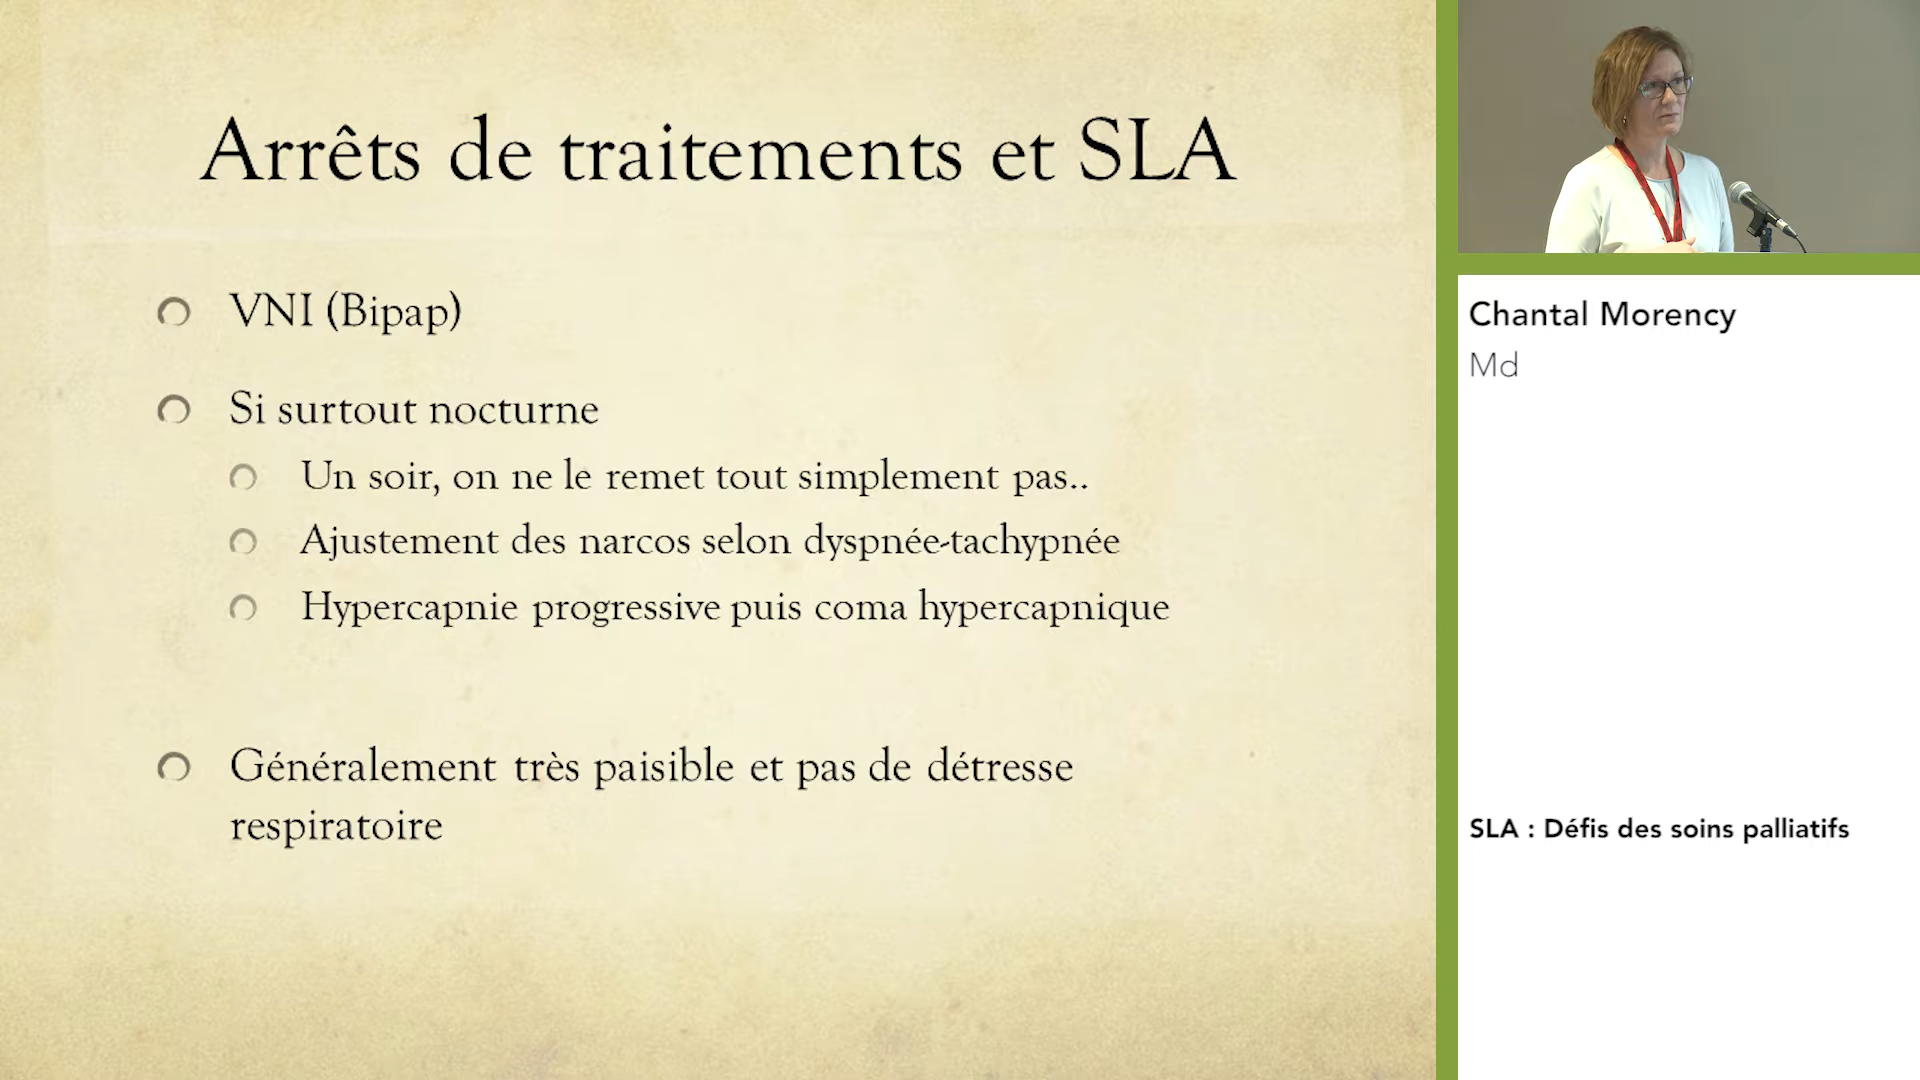 Arrêts de traitements et SLA
VNI (Bipap)
Si surtout nocturne
Un soir, on ne le remet tout simplement pas..
Ajustement des narcos selon dyspnée-tachypnée
Hypercapnie progressive puis coma hypercapnique
Généralement très paisible et pas de détresse
respiratoire
Chantal Morency
Md
SLA : Défis des soins palliatifs